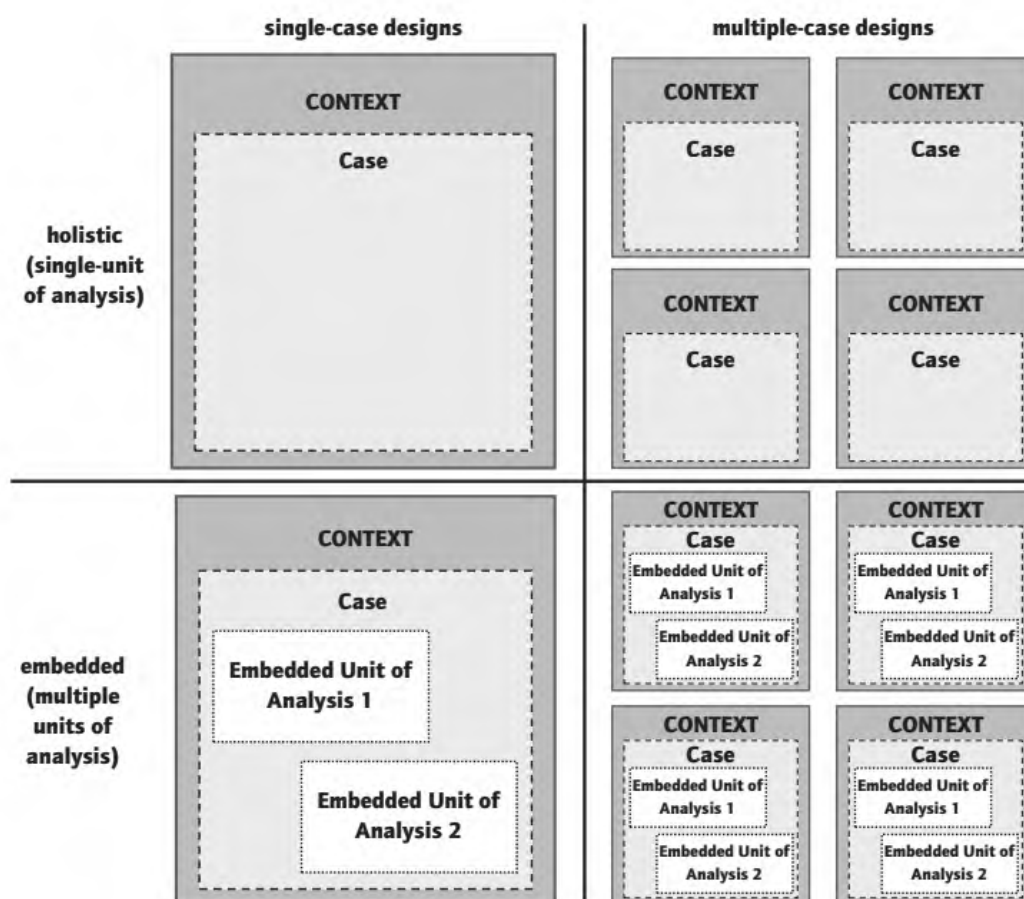 single-case designs
multiple-case designs
holistic
(single-unit
of analysis)
CONTEXT
Case
CONTEXT
Case
CONTEXT
Case
CONTEXT
Case
CONTEXT
Case
embedded
(multiple
units of
analysis)
CONTEXT
Case
Embedded Unit of
Analysis 1
Embedded Unit of
Analysis 2
CONTEXT
Case
Embedded Unit of
Analysis 1
Embedded Unit of
Analysis 2
CONTEXT
Case
Embedded Unit of
Analysis 1
Embedded Unit of
Analysis 2
CONTEXT
Case
Embedded Unit of
Analysis 1
Embedded Unit of
Analysis 2
CONTEXT
Case
Embedded Unit of
Analysis 1
Embedded Unit of
Analysis 2